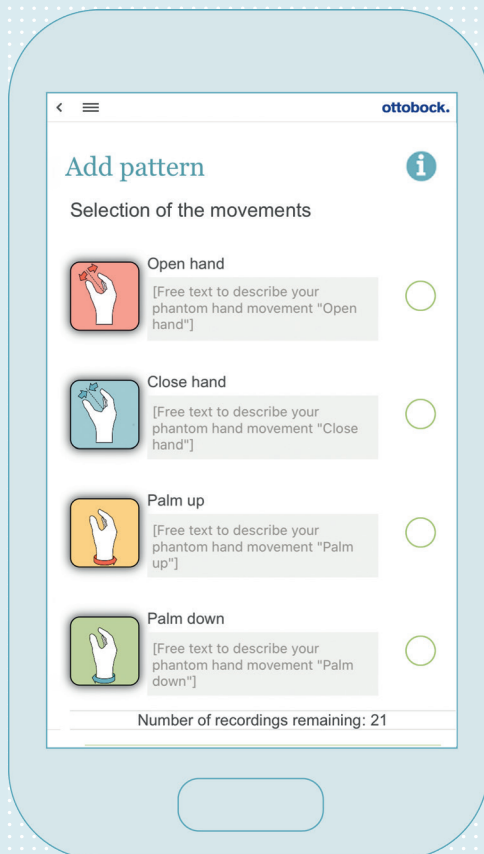 ottobock.
Add pattern
i
Selection of the movements
Open hand
[Free text to describe your
phantom hand movement "Open
hand"]
Close hand
[Free text to describe your
phantom hand movement "Close
hand"]
Palm up
[Free text to describe your
phantom hand movement "Palm
up"]
Palm down
[Free text to describe your
phantom hand movement "Palm
down"]
Number of recordings remaining: 21